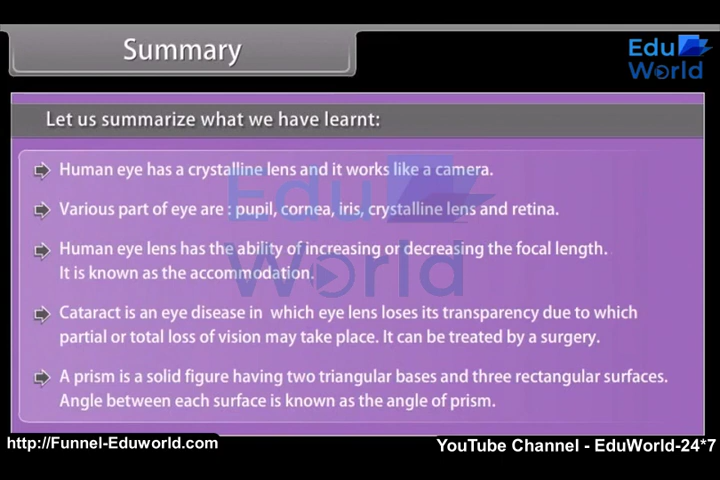 Summary
Edu
World
Let us summarize what we have learnt:
Human eye has a crystalline lens and it works like a camera.
Various part of eye are : pupil, cornea, iris, crystalline lens and retina.
Human eye lens has the ability of increasing or decreasing the focal length.
It is known as the accommodation.
Cataract is an eye disease in which eye lens loses its transparency due to which
partial or total loss of vision may take place. It can be treated by a surgery.
A prism is a solid figure having two triangular bases and three rectangular surfaces.
Angle between each surface is known as the angle of prism.
Edu
World
http://Funnel-Eduworld.com
YouTube Channel - EduWorld-24*7